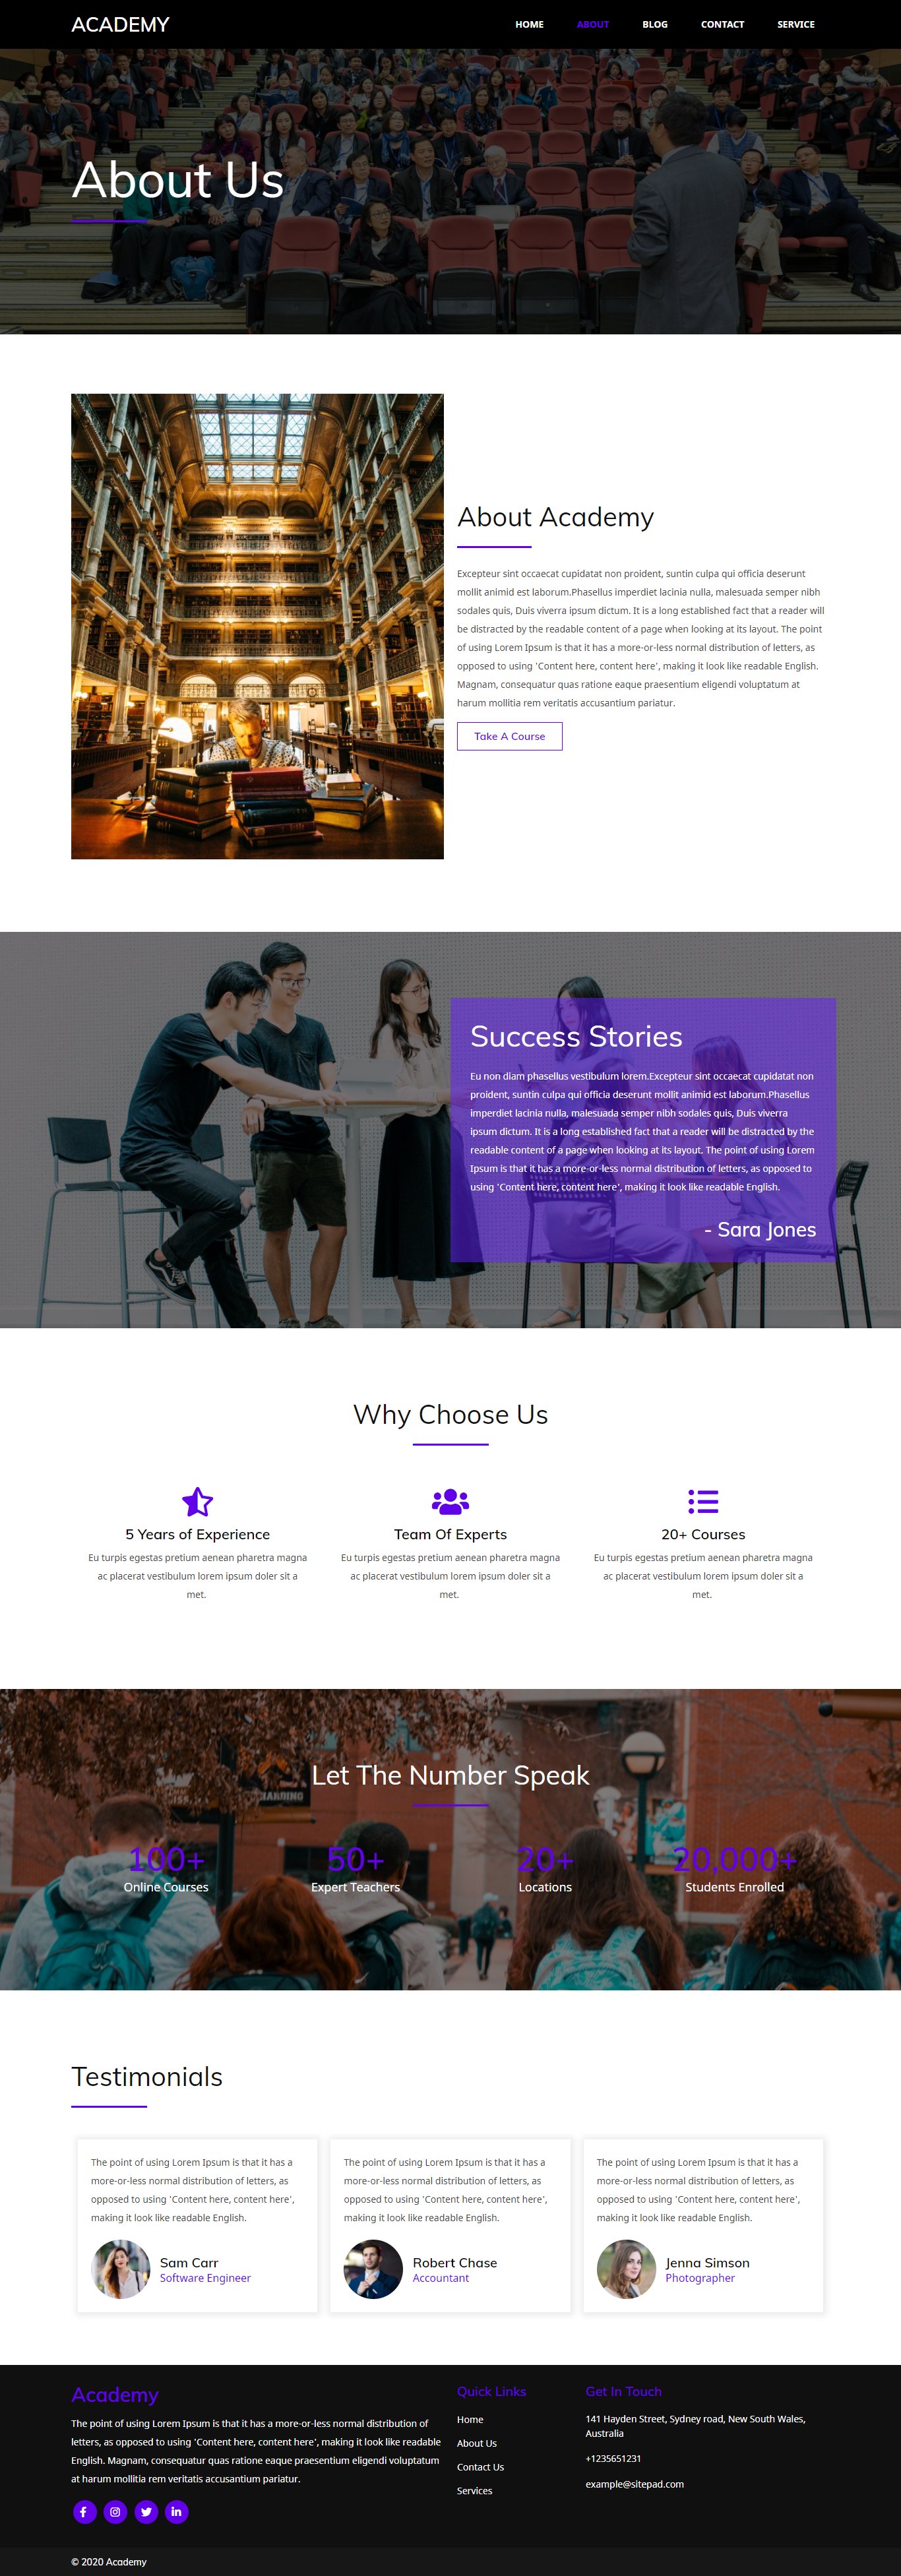 ACADEMY
HOME ABOUT BLOG CONTACT SERVICE
About Us
About Academy
Excepteur sint occaecat cupidatat non proident, suntin culpa qui officia deserunt
mollit animid est laborum.Phasellus imperdiet lacinia nulla, malesuada semper nibh
sodales quis, Duis viverra ipsum dictum. It is a long established fact that a reader will
be distracted by the readable content of a page when looking at its layout. The point
of using Lorem Ipsum is that it has a more-or-less normal distribution of letters, as
opposed to using 'Content here, content here', making it look like readable English.
Magnam, consequatur quas ratione eaque praesentium eligendi voluptatum at
harum mollitia rem veritatis accusantium pariatur.
Take A Course
Success Stories
Eu non diam phasellus vestibulum lorem.Excepteur sint occaecat cupidatat non
proident, suntin culpa qui officia deserunt mollit animid est laborum.Phasellus
imperdiet lacinia nulla, malesuada semper nibh sodales quis, Duis viverra
ipsum dictum. It is a long established fact that a reader will be distracted by the
readable content of a page when looking at its layout. The point of using Lorem
Ipsum is that it has a more-or-less normal distribution of letters, as opposed to
using 'Content here, content here', making it look like readable English.
- Sara Jones
Why Choose Us
5 Years of Experience
Eu turpis egestas pretium aenean pharetra magna
ac placerat vestibulum lorem ipsum doler sit a
met.
Team Of Experts
Eu turpis egestas pretium aenean pharetra magna
ac placerat vestibulum lorem ipsum doler sit a
met.
20+ Courses
Eu turpis egestas pretium aenean pharetra magna
ac placerat vestibulum lorem ipsum doler sit a
met.
HARDING
Let The Number Speak
100+
Online Courses
50+
Expert Teachers
20+
Locations
20,000+
Students Enrolled
Testimonials
The point of using Lorem Ipsum is that it has a
more-or-less normal distribution of letters, as
opposed to using 'Content here, content here',
making it look like readable English.
Sam Carr
Software Engineer
The point of using Lorem Ipsum is that it has a
more-or-less normal distribution of letters, as
opposed to using 'Content here, content here',
making it look like readable English.
Robert Chase
Accountant
The point of using Lorem Ipsum is that it has a
more-or-less normal distribution of letters, as
opposed to using 'Content here, content here',
making it look like readable English.
Jenna Simson
Photographer
Academy
The point of using Lorem Ipsum is that it has a more-or-less normal distribution of
letters, as opposed to using 'Content here, content here', making it look like readable
English. Magnam, consequatur quas ratione eaque praesentium eligendi voluptatum
at harum mollitia rem veritatis accusantium pariatur.
Quick Links
Home
About Us
Contact Us
Services
Get In Touch
141 Hayden Street, Sydney road, New South Wales,
Australia
+1235651231
example@sitepad.com
© 2020 Academy